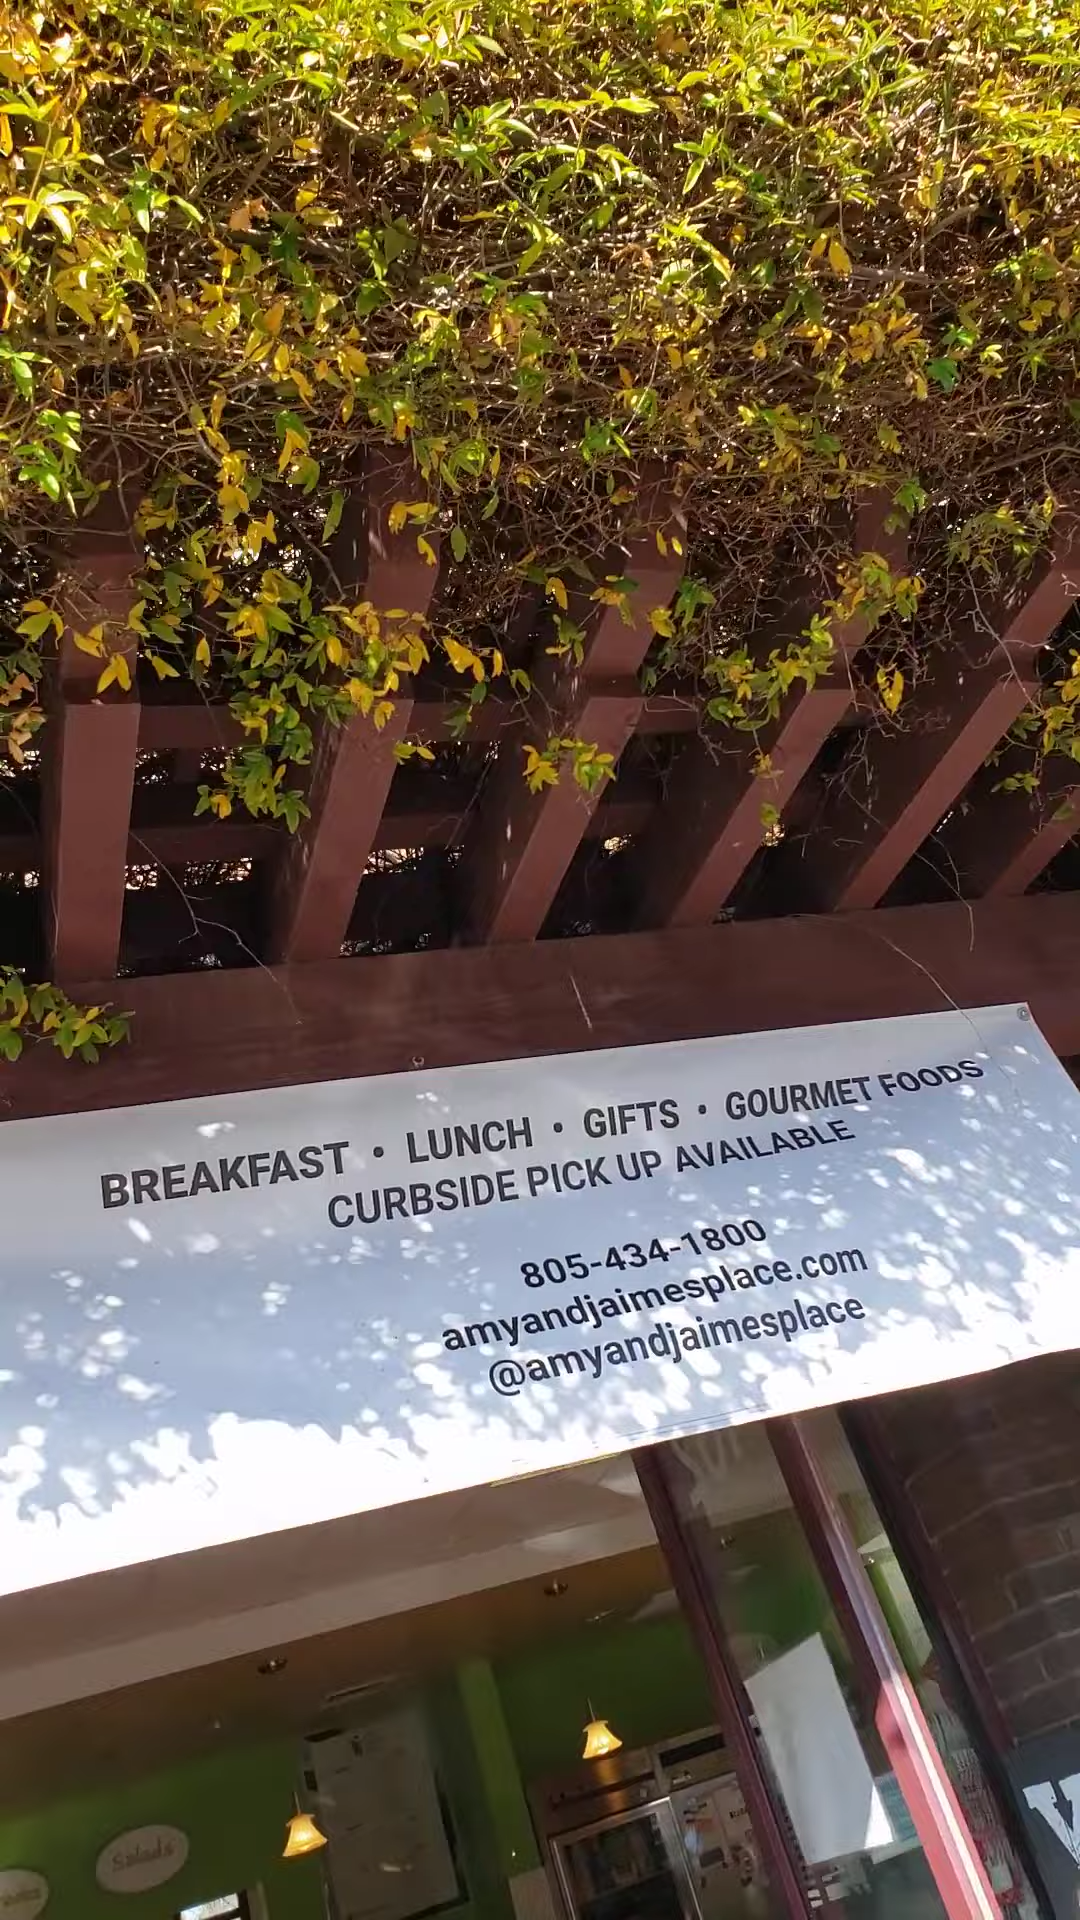 BREAKFAST • LUNCH • GIFTS • GOURMET FOODS
CURBSIDE PICK UP AVAILABLE
805-434-1800
amyandjaimesplace.com
@amyandjaimesplace
Salads